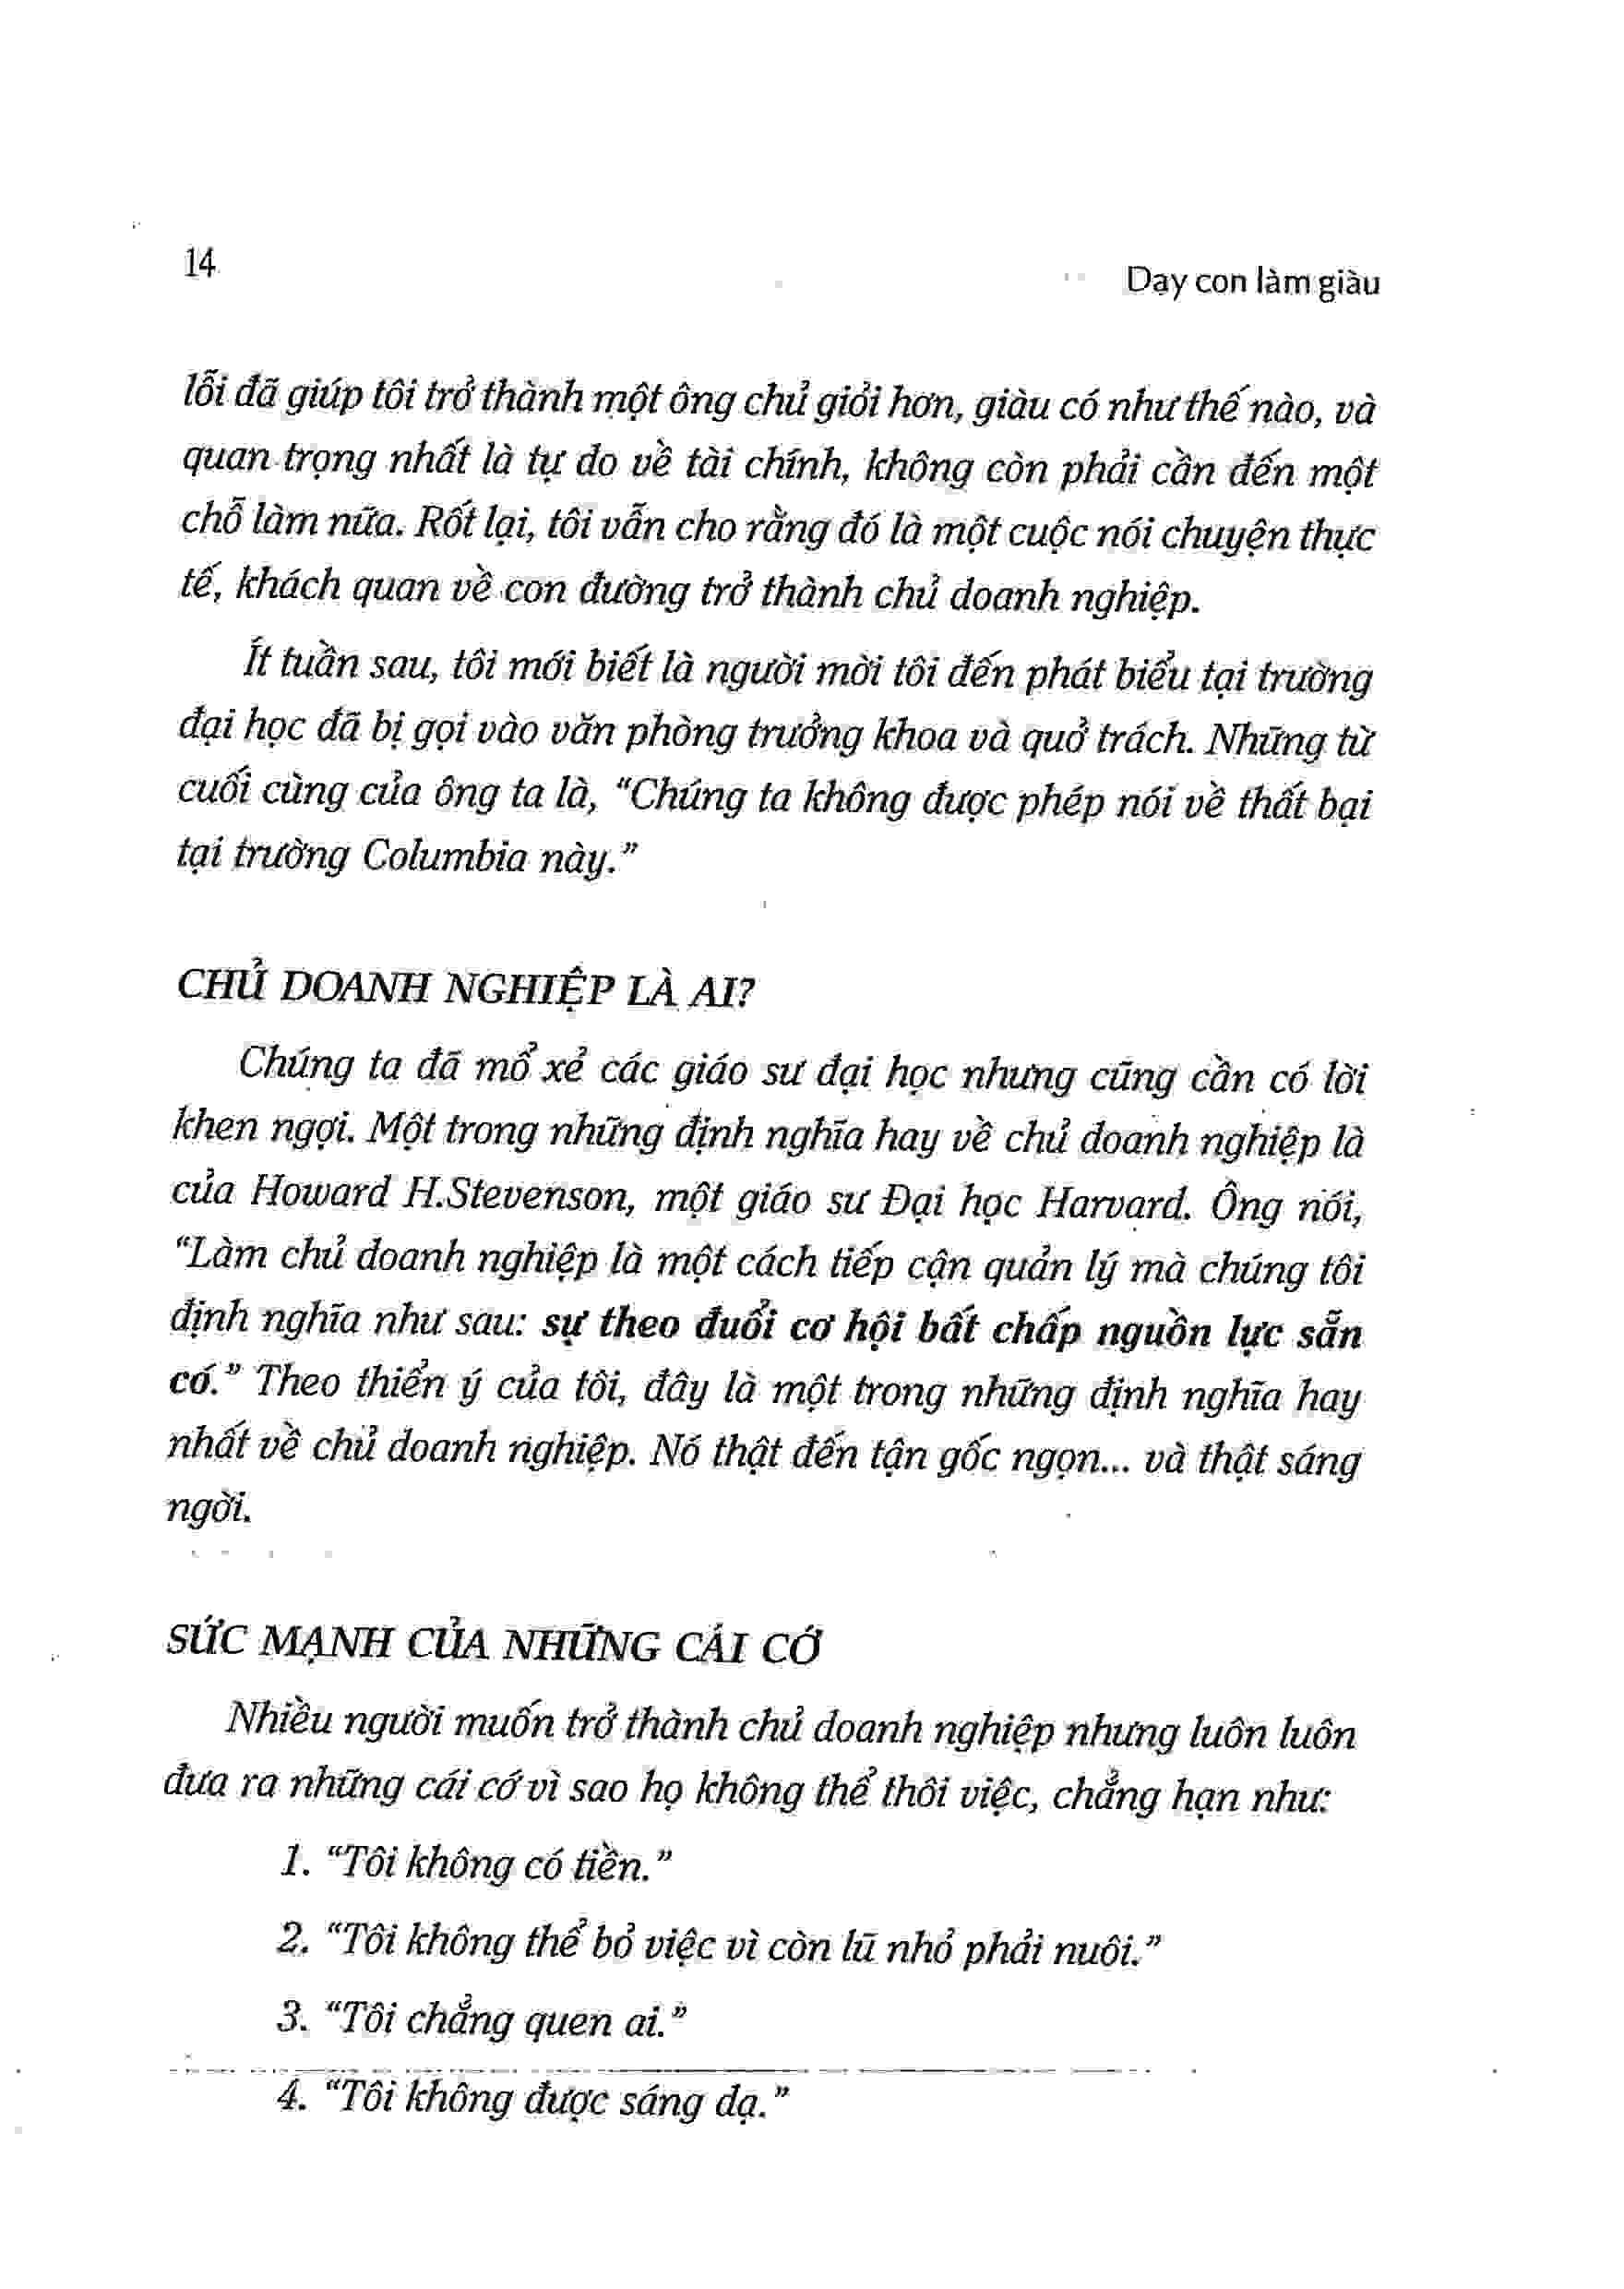 14
Dạy con làm giàu
lỗi đã giúp tôi trở thành một ông chủ giỏi hơn, giàu có như thế nào, và
quan trọng nhất là tự do về tài chính, không còn phải cần đến một
chỗ làm nữa. Rốt lại, tôi vẫn cho rằng đó là một cuộc nói chuyện thực
tế, khách quan về con đường trở thành chủ doanh nghiệp.
Ít tuần sau, tôi mới biết là người mời tôi đến phát biểu tại trường
đại học đã bị gọi vào văn phòng trưởng khoa và quở trách. Những từ
cuối cùng của ông ta là, “Chúng ta không được phép nói về thất bại
tại trường Columbia này.”
CHỦ DOANH NGHIỆP LÀ AI?
Chúng ta đã mổ xẻ các giáo sư đại học nhưng cũng cần có lời
khen ngợi. Một trong những định nghĩa hay về chủ doanh nghiệp là
của Howard H.Stevenson, một giáo sư Đại học Harvard. Ông nói,
“Làm chủ doanh nghiệp là một cách tiếp cận quản lý mà chúng tôi
định nghĩa như sau: sự theo đuổi cơ hội bất chấp nguồn lực sẵn
có.” Theo thiển ý của tôi, đây là một trong những định nghĩa hay
nhất về chủ doanh nghiệp. Nó thật đến tận gốc ngọn... và thật sáng
ngời.
SỨC MẠNH CỦA NHỮNG CÁI CỚ
Nhiều người muốn trở thành chủ doanh nghiệp nhưng luôn luôn
đưa ra những cái cớ vì sao họ không thể thôi việc, chẳng hạn như:
1. “Tôi không có tiền.”
2. “Tôi không thể bỏ việc vì còn lũ nhỏ phải nuôi.”
3. “Tôi chẳng quen ai.”
4. “Tôi không được sáng dạ.”